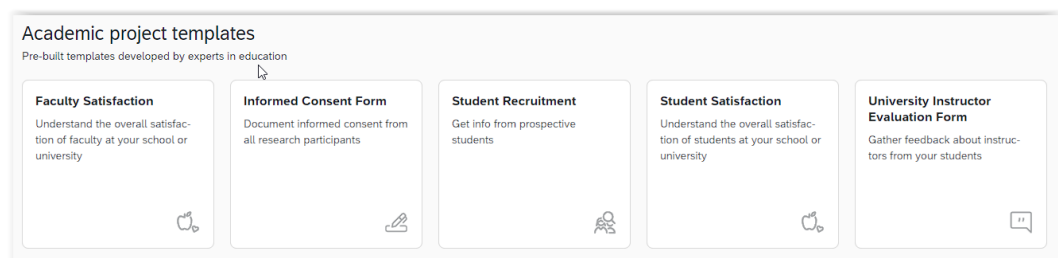 Academic project templates
Pre-built templates developed by experts in education
Faculty Satisfaction
Understand the overall satisfac-
tion of faculty at your school or
university
Informed Consent Form
Document informed consent from
all research participants
Student Recruitment
Get info from prospective
students
Student Satisfaction
Understand the overall satisfac-
tion of students at your school or
university
University Instructor
Evaluation Form
Gather feedback about instruc-
tors from your students